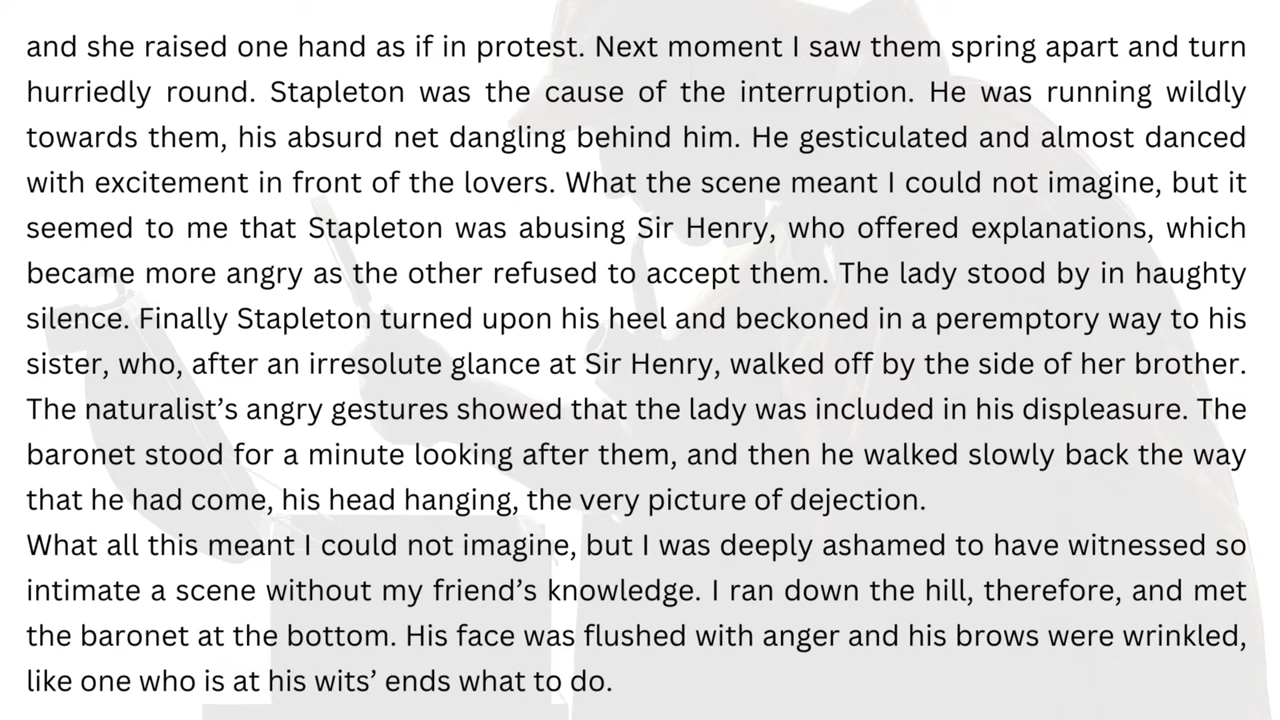 and she raised one hand as if in protest. Next moment I saw them spring apart and turn
hurriedly round. Stapleton was the cause of the interruption. He was running wildly
towards them, his absurd net dangling behind him. He gesticulated and almost danced
with excitement in front of the lovers. What the scene meant I could not imagine, but it
seemed to me that Stapleton was abusing Sir Henry, who offered explanations, which
became more angry as the other refused to accept them. The lady stood by in haughty
silence. Finally Stapleton turned upon his heel and beckoned in a peremptory way to his
sister, who, after an irresolute glance at Sir Henry, walked off by the side of her brother.
The naturalist’s angry gestures showed that the lady was included in his displeasure. The
baronet stood for a minute looking after them, and then he walked slowly back the way
that he had come, his head hanging, the very picture of dejection.
What all this meant I could not imagine, but I was deeply ashamed to have witnessed so
intimate a scene without my friend’s knowledge. I ran down the hill, therefore, and met
the baronet at the bottom. His face was flushed with anger and his brows were wrinkled,
like one who is at his wits’ ends what to do.